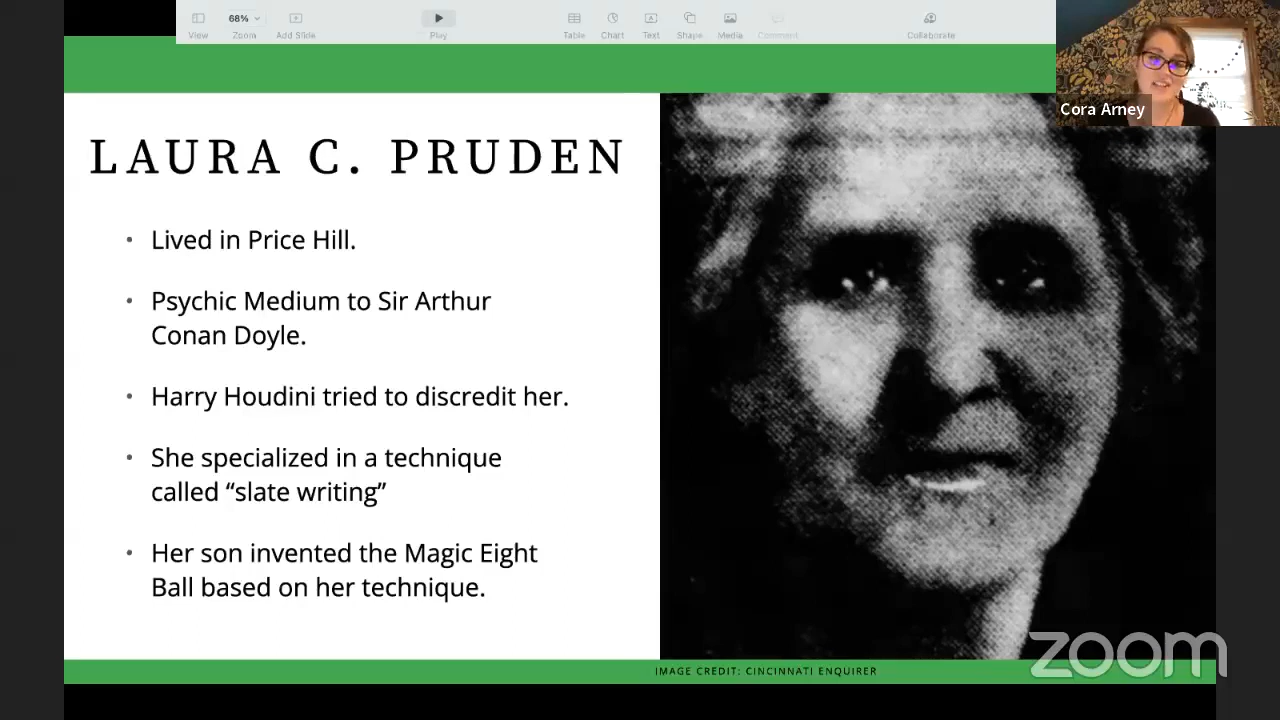 68%
View
Zoom
Add Slide
Play
Table
Chart
Text
Shape
Media
Comment
Collaborate
Cora Arney
LAURA C. PRUDEN
• Lived in Price Hill.
• Psychic Medium to Sir Arthur
Conan Doyle.
• Harry Houdini tried to discredit her.
• She specialized in a technique
called “slate writing”
• Her son invented the Magic Eight
Ball based on her technique.
zoom
IMAGE CREDIT: CINCINNATI ENQUIRER